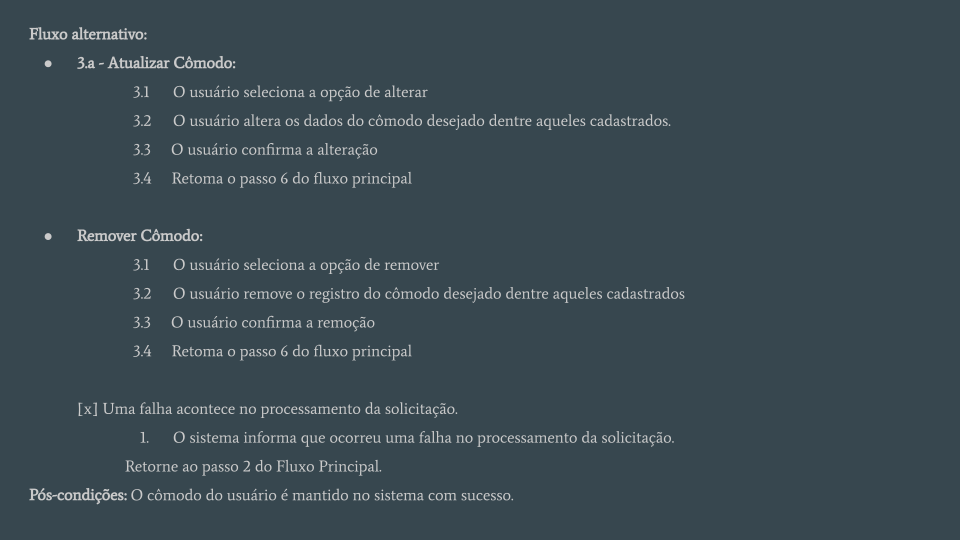 Fluxo alternativo:
● 3.a - Atualizar Cômodo:
3.1 O usuário seleciona a opção de alterar
3.2 O usuário altera os dados do cômodo desejado dentre aqueles cadastrados.
3.3 O usuário confirma a alteração
3.4 Retoma o passo 6 do fluxo principal
● Remover Cômodo:
3.1 O usuário seleciona a opção de remover
3.2 O usuário remove o registro do cômodo desejado dentre aqueles cadastrados
3.3 O usuário confirma a remoção
3.4 Retoma o passo 6 do fluxo principal
[x] Uma falha acontece no processamento da solicitação.
1. O sistema informa que ocorreu uma falha no processamento da solicitação.
Retorne ao passo 2 do Fluxo Principal.
Pós-condições: O cômodo do usuário é mantido no sistema com sucesso.